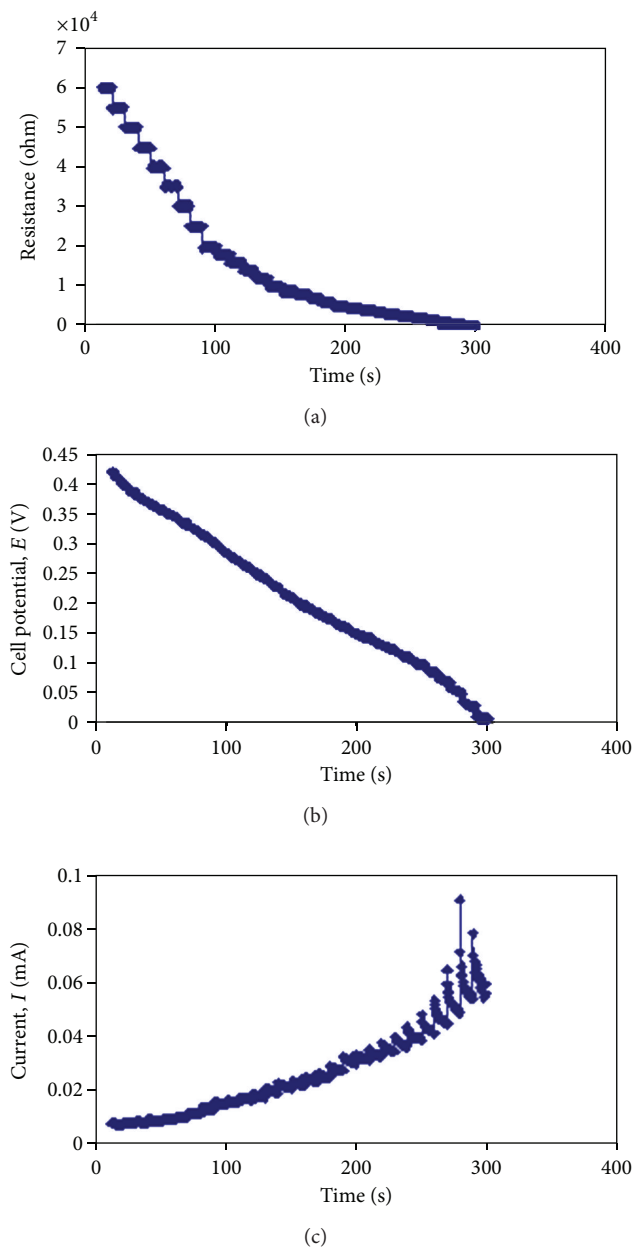 ×10⁴
7
6
5
4
3
2
1
0
Resistance (ohm)
0 100 200 300 400
Time (s)
(a)
0.45
0.4
0.35
0.3
0.25
0.2
0.15
0.1
0.05
0
Cell potential, E (V)
0 100 200 300 400
Time (s)
(b)
0.1
0.08
0.06
0.04
0.02
0
Current, I (mA)
0 100 200 300 400
Time (s)
(c)